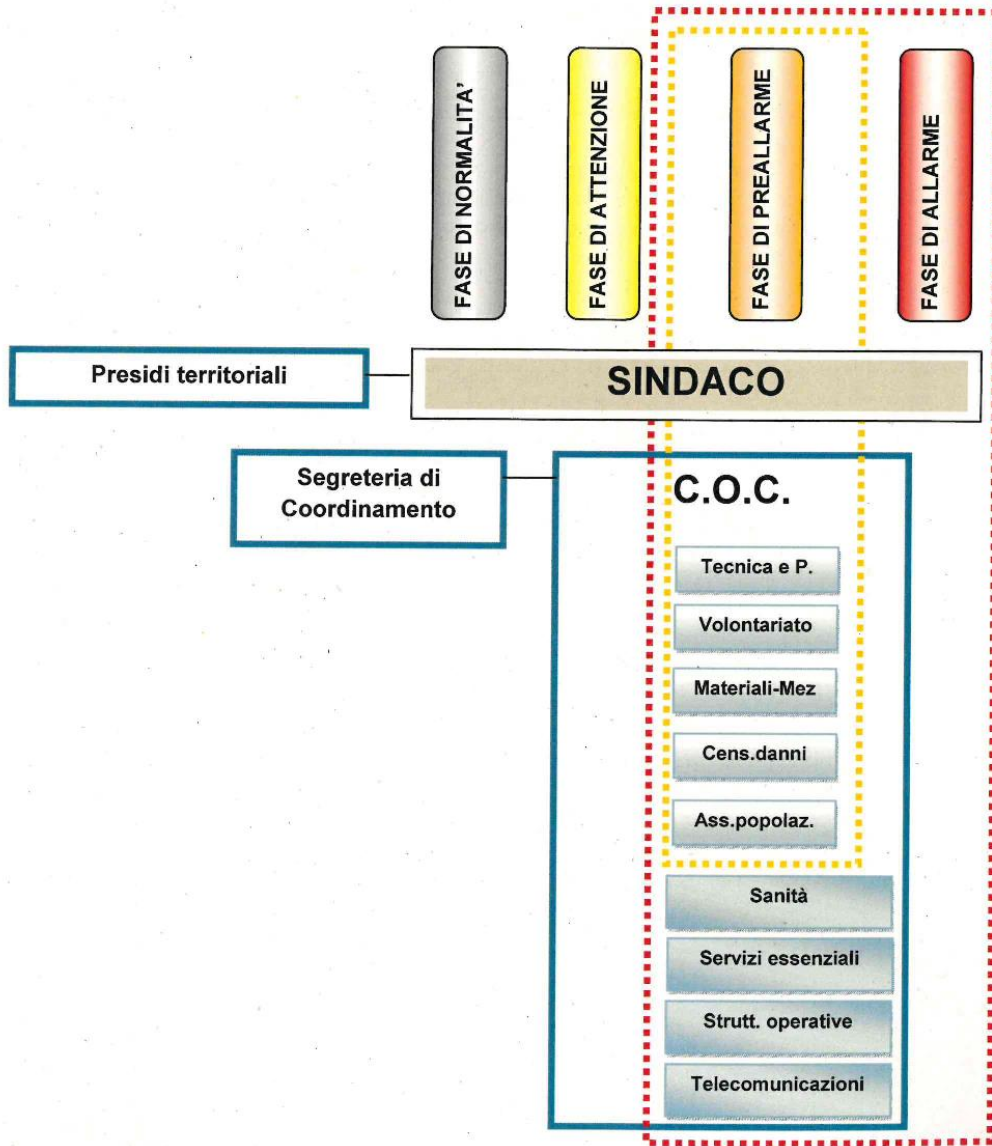 FASE DI NORMALITA'
FASE DI ATTENZIONE
FASE DI PREALLARME
FASE DI ALLARME
Presidi territoriali
SINDACO
Segreteria di
Coordinamento
C.O.C.
Tecnica e P.
Volontariato
Materiali-Mez
Cens.danni
Ass.popolaz.
Sanità
Servizi essenziali
Strutt. operative
Telecomunicazioni